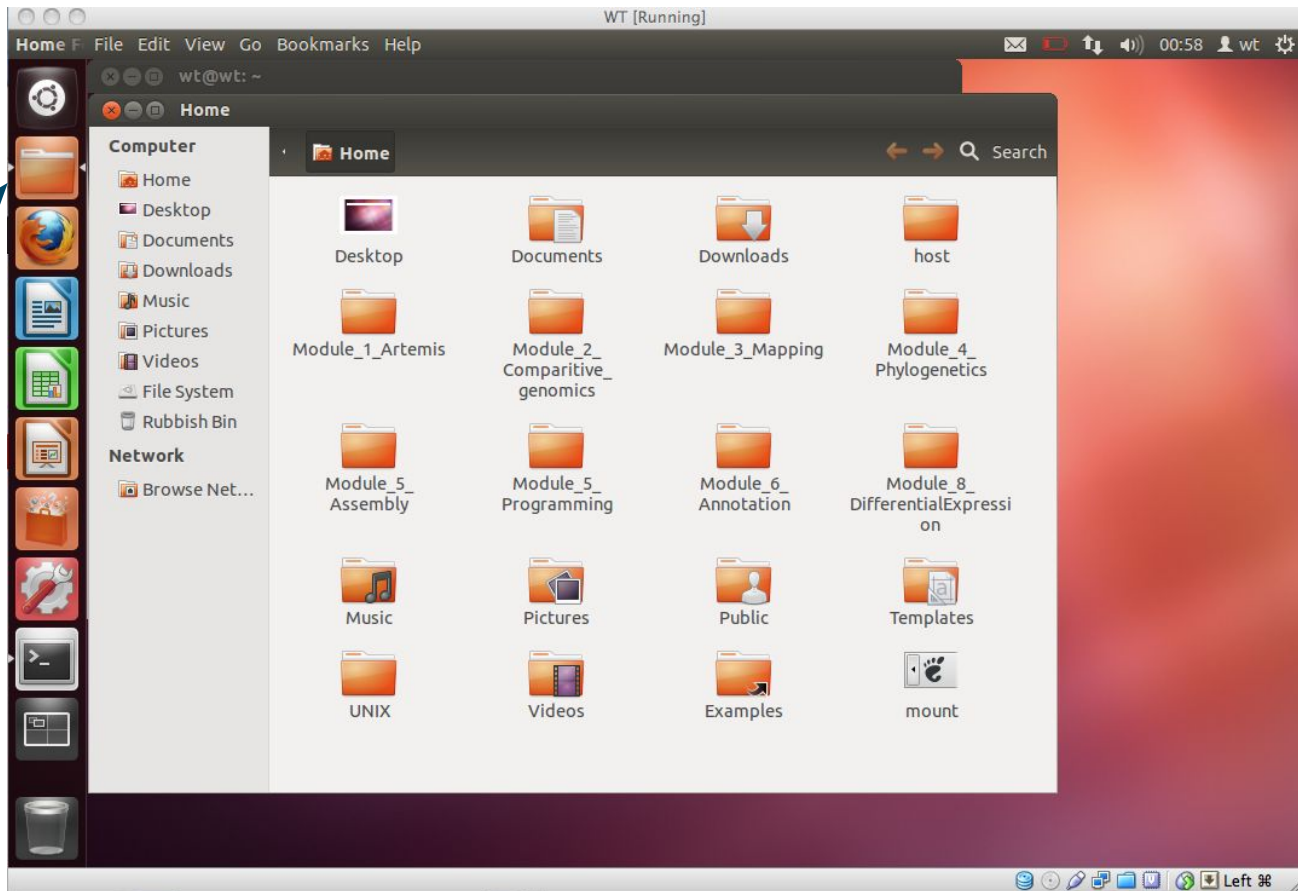 WT [Running]
Home F File Edit View Go Bookmarks Help 00:58 wt
wt@wt: ~
Home
Computer
Home
Desktop
Documents
Downloads
Music
Pictures
Videos
File System
Rubbish Bin
Network
Browse Net...
Home Search
Desktop Documents Downloads host
Module_1_Artemis Module_2_ Module_3_Mapping Module_4_
Comparitive_ Phylogenetics
genomics
Module_5_ Module_5_ Module_6_ Module_8_
Assembly Programming Annotation DifferentialExpressi
on
Music Pictures Public Templates
UNIX Videos Examples mount
Left ⌘